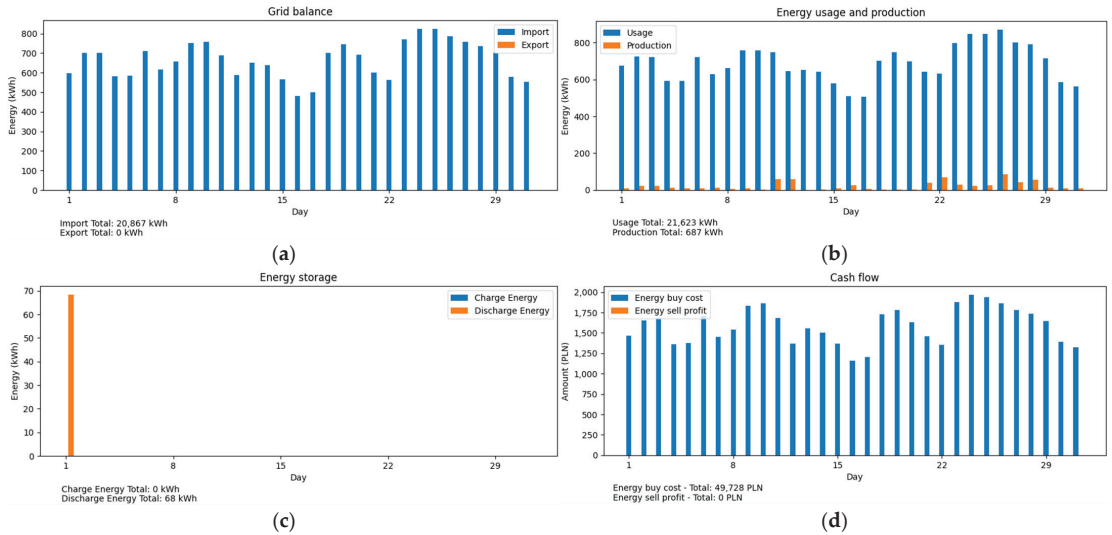 Grid balance
Import
Export
800
700
600
500
400
300
200
100
0
Energy (kWh)
1
8
15
22
29
Day
Import Total: 20,867 kWh
Export Total: 0 kWh
(a)
Energy usage and production
Usage
Production
800
600
400
200
0
Energy (kWh)
1
8
15
22
29
Day
Usage Total: 21,623 kWh
Production Total: 687 kWh
(b)
Energy storage
Charge Energy
Discharge Energy
70
60
50
40
30
20
10
0
Energy (kWh)
1
8
15
22
29
Day
Charge Energy Total: 0 kWh
Discharge Energy Total: 68 kWh
(c)
Cash flow
Energy buy cost
Energy sell profit
2,000
1,750
1,500
1,250
1,000
750
500
250
0
Amount (PLN)
1
8
15
22
29
Day
Energy buy cost - Total: 49,728 PLN
Energy sell profit - Total: 0 PLN
(d)